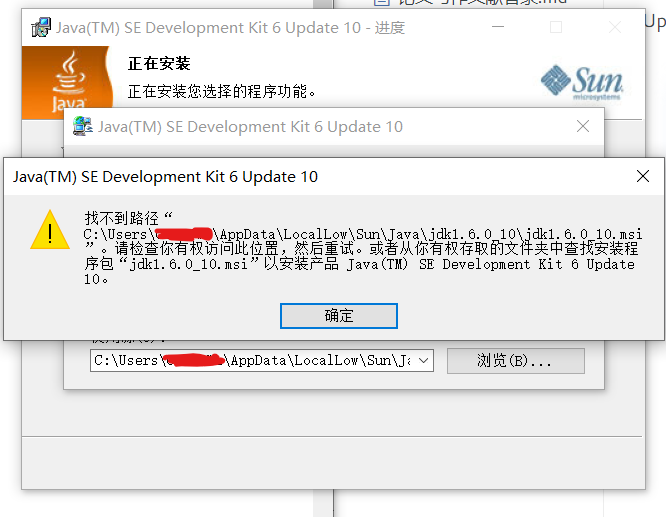 Java(TM) SE Development Kit 6 Update 10 - 进度
正在安装
正在安装您选择的程序功能。
Java
Sun
microsystems
Java(TM) SE Development Kit 6 Update 10
Java(TM) SE Development Kit 6 Update 10
找不到路径“
C:\Users\
\AppData\LocalLow\Sun\Java\jdk1.6.0_10\jdk1.6.0_10.msi
”。请检查你有权访问此位置，然后重试。或者从你有权存取的文件夹中查找安装程
序包“jdk1.6.0_10.msi”以安装产品 Java(TM) SE Development Kit 6 Update
10。
确定
C:\Users\
\AppData\LocalLow\Sun\Ja
浏览(B)...
Up